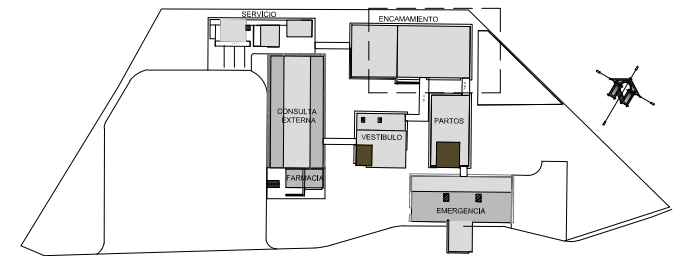 SERVICIO
ENCAMAMIENTO
CONSULTA
EXTERNA
VESTIBULO
PARTOS
FARMACIA
EMERGENCIA